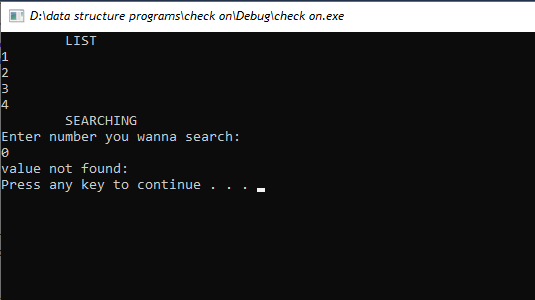 D:\data structure programs\check on\Debug\check on.exe
LIST
1
2
3
4
SEARCHING
Enter number you wanna search:
0
value not found:
Press any key to continue . . .